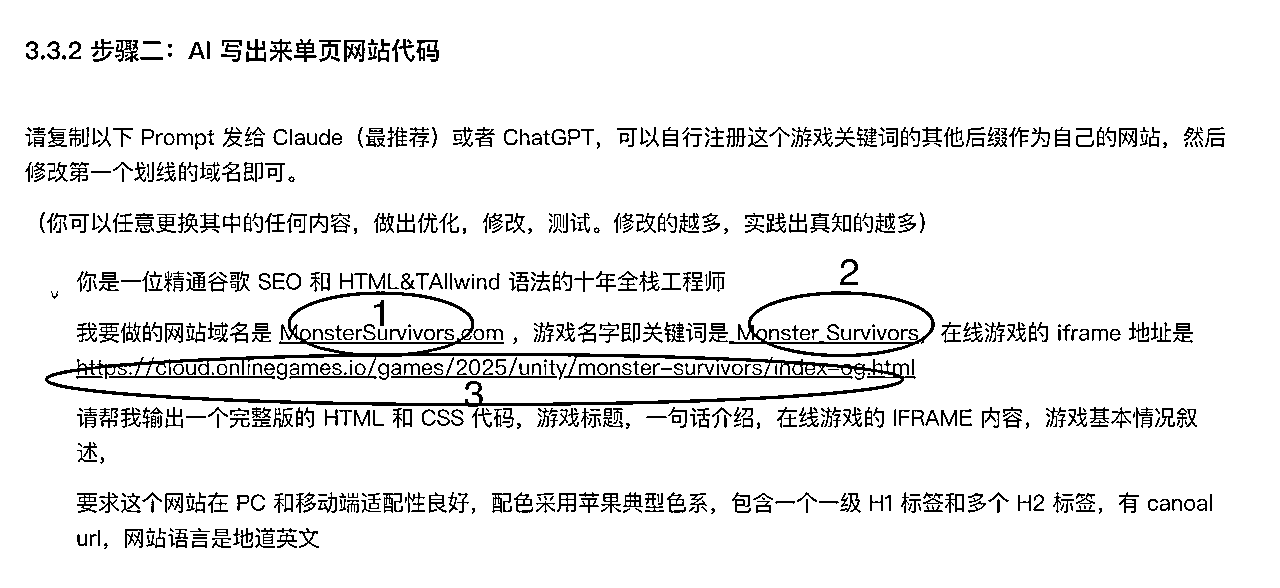 3.3.2 步骤二：AI 写出来单页网站代码
请复制以下 Prompt 发给 Claude（最推荐）或者 ChatGPT，可以自行注册这个游戏关键词的其他后缀作为自己的网站，然后
修改第一个划线的域名即可。
（你可以任意更换其中的任何内容，做出优化，修改，测试。修改的越多，实践出真知的越多）
你是一位精通谷歌 SEO 和 HTML&TAllwind 语法的十年全栈工程师
2
1
我要做的网站域名是 MonsterSurvivors.com ，游戏名字即关键词是 Monster Survivors，在线游戏的 iframe 地址是
https://cloud.onlinegames.io/games/2025/unity/monster-survivors/index-og.html
3
请帮我输出一个完整版的 HTML 和 CSS 代码，游戏标题，一句话介绍，在线游戏的 IFRAME 内容，游戏基本情况叙
述，
要求这个网站在 PC 和移动端适配性良好，配色采用苹果典型色系，包含一个一级 H1 标签和多个 H2 标签，有 canoal
url，网站语言是地道英文